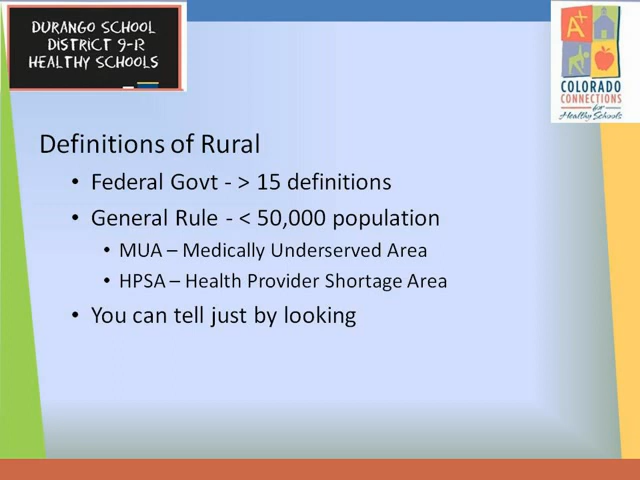 DURANGO SCHOOL
DISTRICT 9-R
HEALTHY SCHOOLS
A+
COLORADO
CONNECTIONS
for
Healthy Schools
Definitions of Rural
• Federal Govt - > 15 definitions
• General Rule - < 50,000 population
• MUA – Medically Underserved Area
• HPSA – Health Provider Shortage Area
• You can tell just by looking